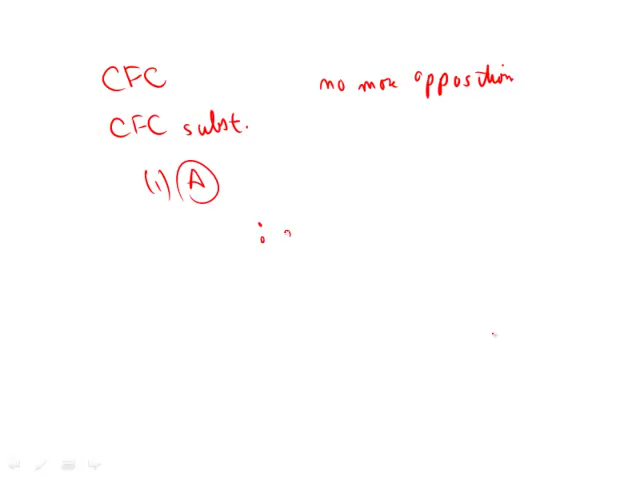 CFC
no more opposition
CFC subst.
(1) A